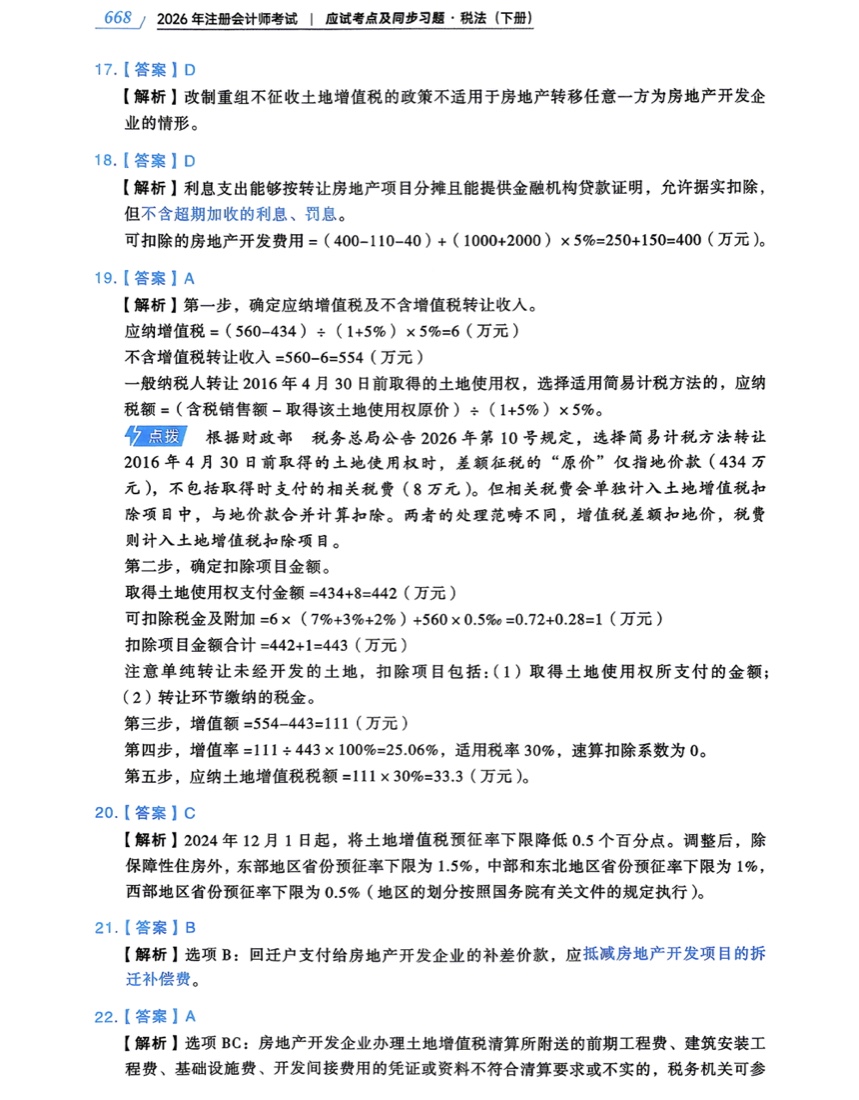 668 2026年注册会计师考试 | 应试考点及同步习题·税法（下册）
17.【答案】D
【解析】改制重组不征收土地增值税的政策不适用于房地产转移任意一方为房地产开发企
业的情形。
18.【答案】D
【解析】利息支出能够按转让房地产项目分摊且能提供金融机构贷款证明，允许据实扣除，
但不含超期加收的利息、罚息。
可扣除的房地产开发费用=（400-110-40）+（1000+2000）×5%=250+150=400（万元）。
19.【答案】A
【解析】第一步，确定应纳增值税及不含增值税转让收入。
应纳增值税=（560-434）÷（1+5%）×5%=6（万元）
不含增值税转让收入=560-6=554（万元）
一般纳税人转让2016年4月30日前取得的土地使用权，选择适用简易计税方法的，应纳
税额=（含税销售额-取得该土地使用权原价）÷（1+5%）×5%。
点拨 根据财政部 税务总局公告2026年第10号规定，选择简易计税方法转让
2016年4月30日前取得的土地使用权时，差额征税的“原价”仅指地价款（434万
元），不包括取得时支付的相关税费（8万元）。但相关税费会单独计入土地增值税扣
除项目中，与地价款合并计算扣除。两者的处理范畴不同，增值税差额扣地价，税费
则计入土地增值税扣除项目。
第二步，确定扣除项目金额。
取得土地使用权支付金额=434+8=442（万元）
可扣除税金及附加=6×（7%+3%+2%）+560×0.5‰=0.72+0.28=1（万元）
扣除项目金额合计=442+1=443（万元）
注意单纯转让未经开发的土地，扣除项目包括：（1）取得土地使用权所支付的金额；
（2）转让环节缴纳的税金。
第三步，增值额=554-443=111（万元）
第四步，增值率=111÷443×100%=25.06%，适用税率30%，速算扣除系数为0。
第五步，应纳土地增值税税额=111×30%=33.3（万元）。
20.【答案】C
【解析】2024年12月1日起，将土地增值税预征率下限降低0.5个百分点。调整后，除
保障性住房外，东部地区省份预征率下限为1.5%，中部和东北地区省份预征率下限为1%，
西部地区省份预征率下限为0.5%（地区的划分按照国务院有关文件的规定执行）。
21.【答案】B
【解析】选项B：回迁户支付给房地产开发企业的补差价款，应抵减房地产开发项目的拆
迁补偿费。
22.【答案】A
【解析】选项BC：房地产开发企业办理土地增值税清算所附送的前期工程费、建筑安装工
程费、基础设施费、开发间接费用的凭证或资料不符合清算要求或不实的，税务机关可参